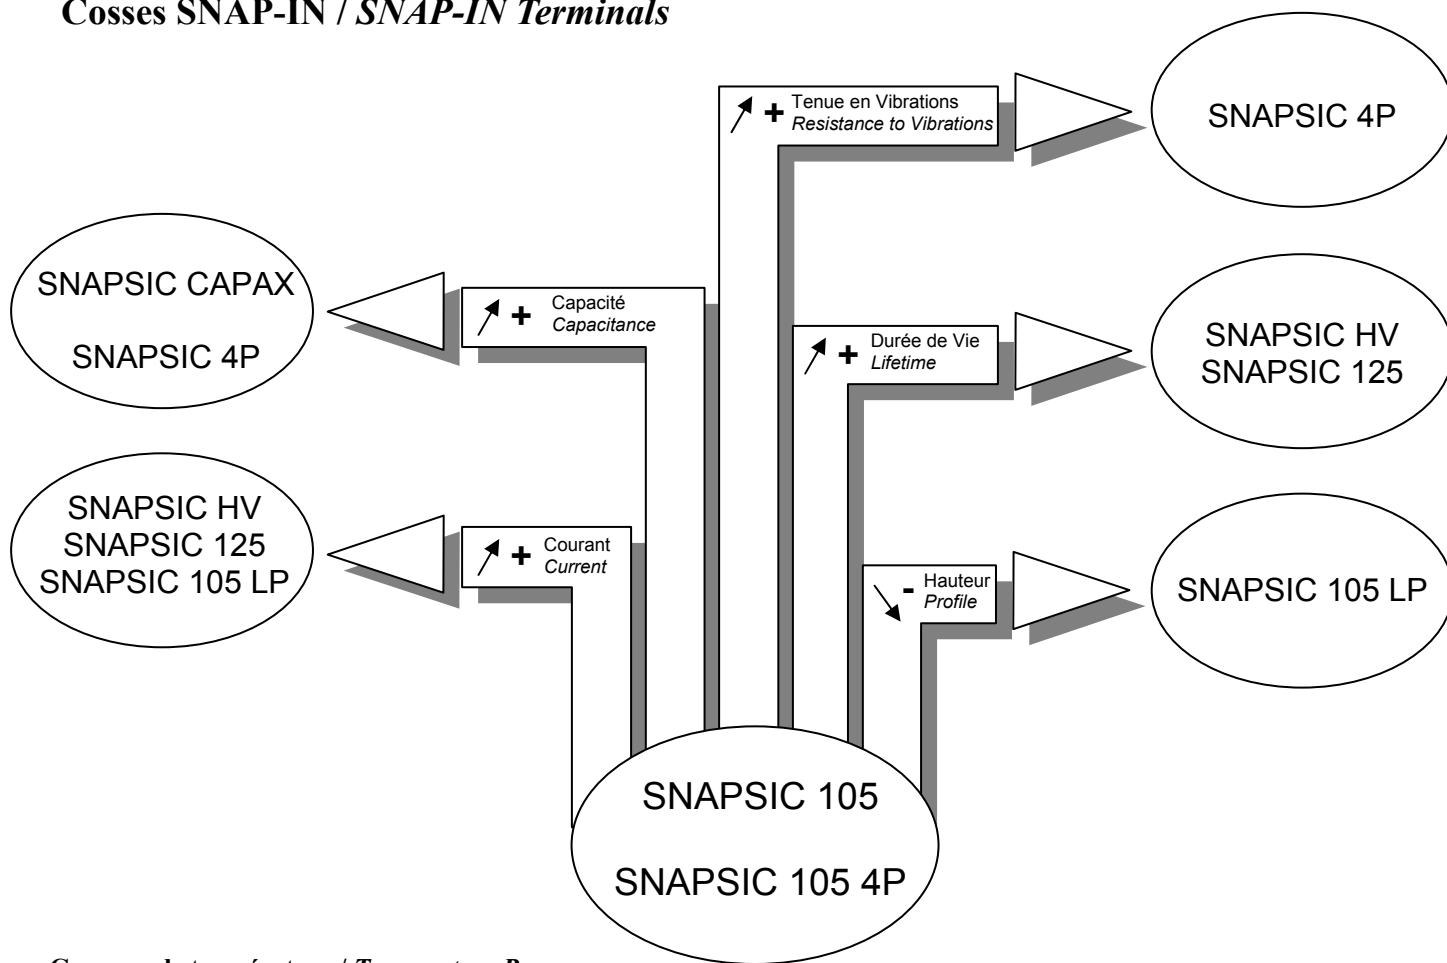 Cosses SNAP-IN / SNAP-IN Terminals
+ Tenue en Vibrations
Resistance to Vibrations
SNAPSIC 4P
SNAPSIC CAPAX
SNAPSIC 4P
+ Capacité
Capacitance
+ Durée de Vie
Lifetime
SNAPSIC HV
SNAPSIC 125
SNAPSIC HV
SNAPSIC 125
SNAPSIC 105 LP
+ Courant
Current
- Hauteur
Profile
SNAPSIC 105 LP
SNAPSIC 105
SNAPSIC 105 4P